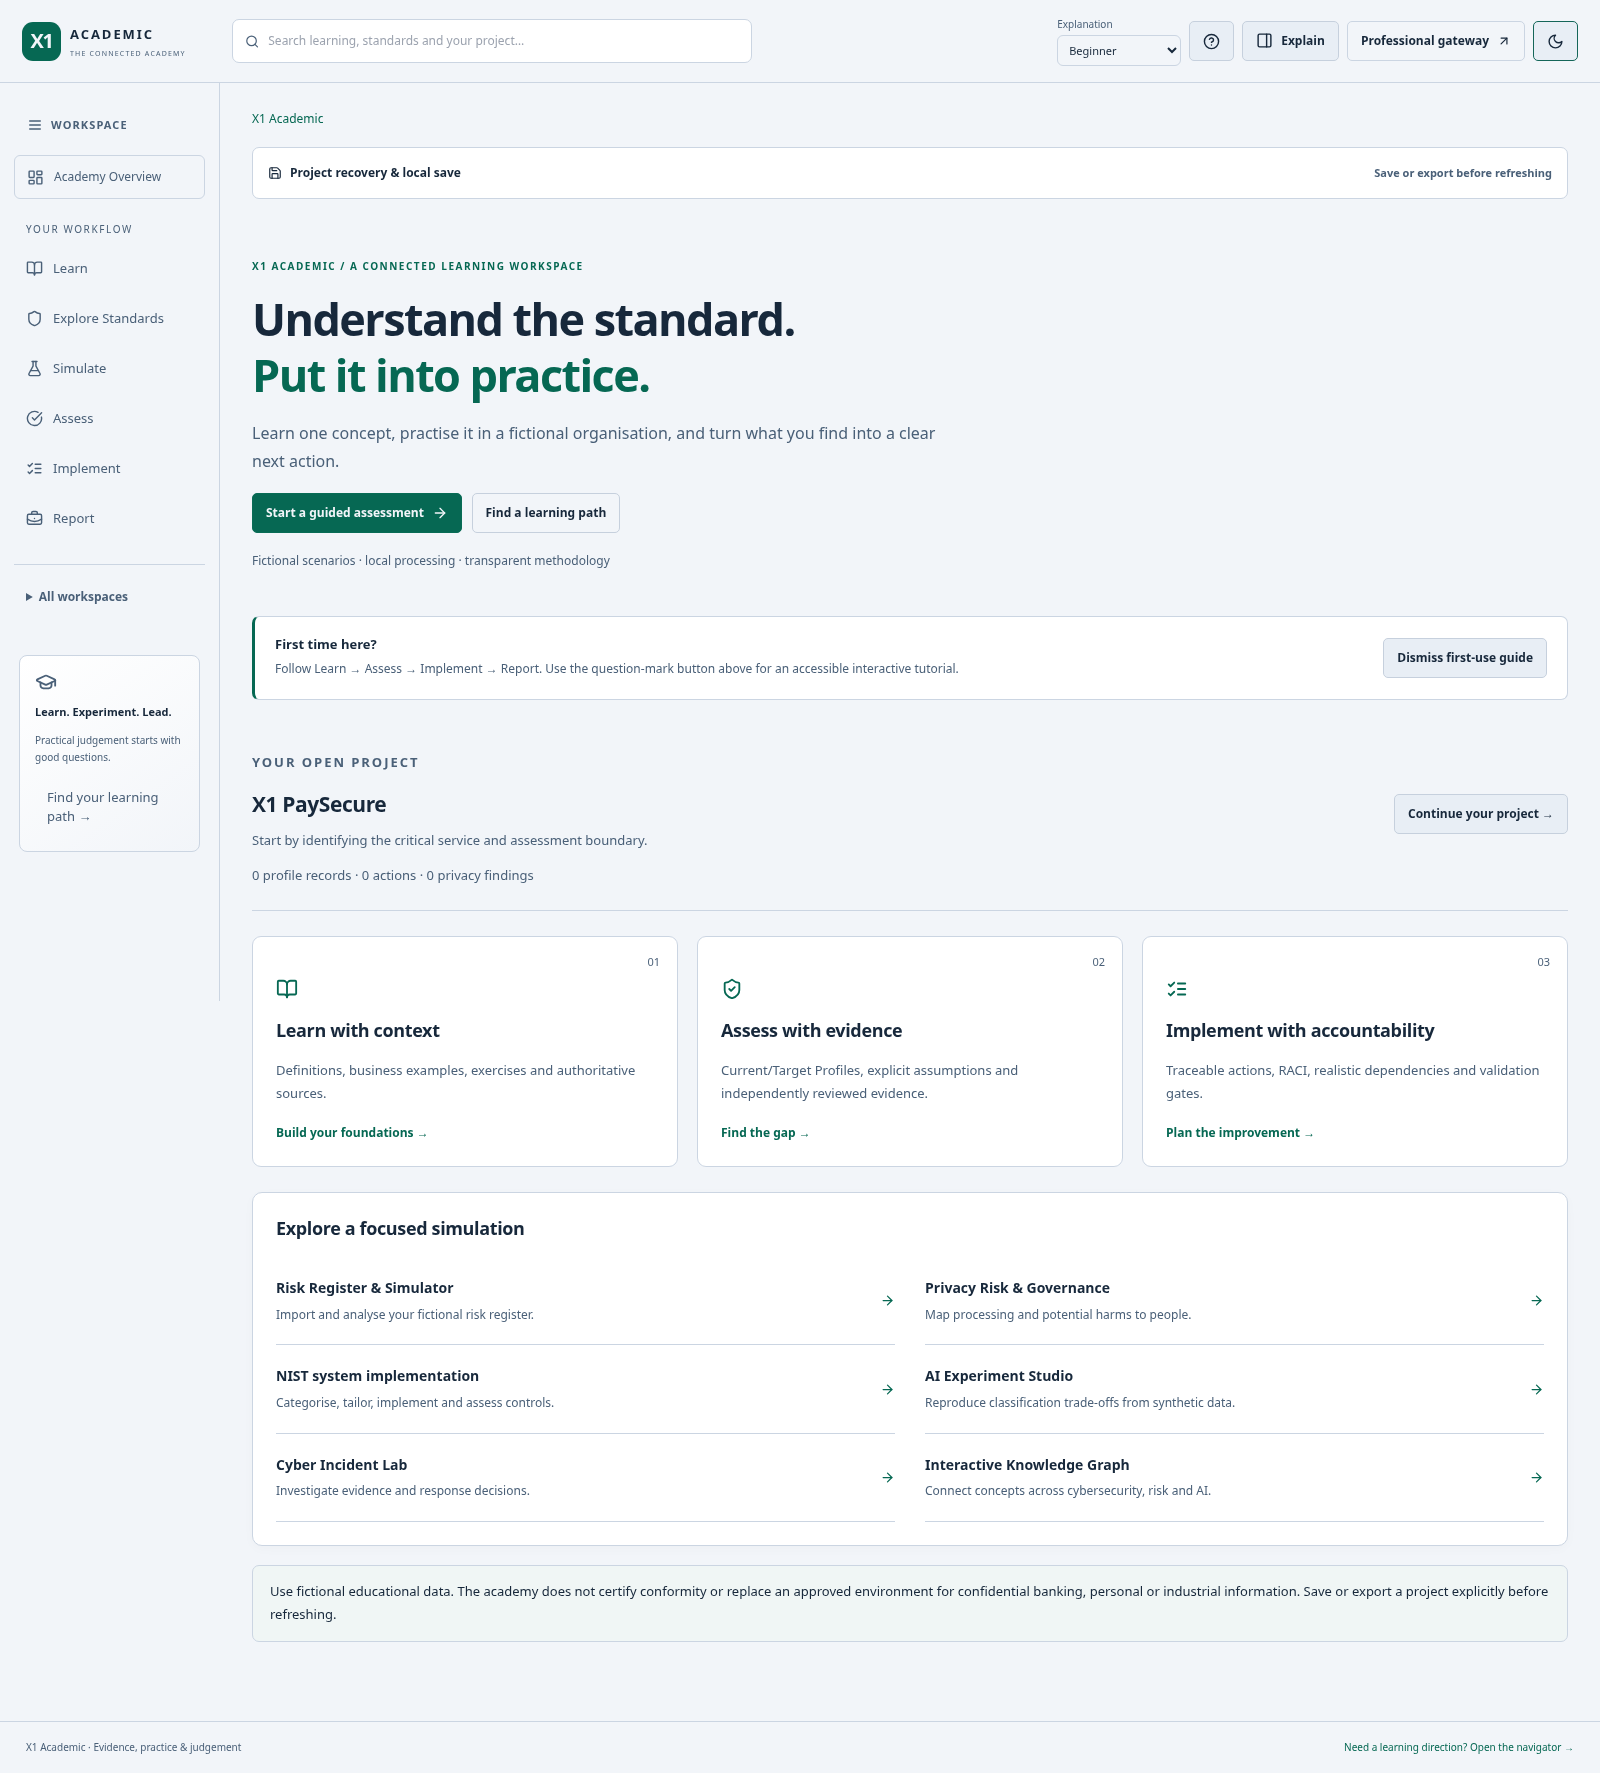 X1
ACADEMIC
THE CONNECTED ACADEMY
Search learning, standards and your project...
Explanation
Beginner
Explain
Professional gateway
WORKSPACE
Academy Overview
YOUR WORKFLOW
Learn
Explore Standards
Simulate
Assess
Implement
Report
All workspaces
Learn. Experiment. Lead.
Practical judgement starts with
good questions.
Find your learning
path →
X1 Academic
Project recovery & local save
Save or export before refreshing
X1 ACADEMIC / A CONNECTED LEARNING WORKSPACE
Understand the standard.
Put it into practice.
Learn one concept, practise it in a fictional organisation, and turn what you find into a clear
next action.
Start a guided assessment →
Find a learning path
Fictional scenarios · local processing · transparent methodology
First time here?
Follow Learn → Assess → Implement → Report. Use the question-mark button above for an accessible interactive tutorial.
Dismiss first-use guide
YOUR OPEN PROJECT
X1 PaySecure
Start by identifying the critical service and assessment boundary.
0 profile records · 0 actions · 0 privacy findings
Continue your project →
01
Learn with context
Definitions, business examples, exercises and authoritative
sources.
Build your foundations →
02
Assess with evidence
Current/Target Profiles, explicit assumptions and
independently reviewed evidence.
Find the gap →
03
Implement with accountability
Traceable actions, RACI, realistic dependencies and validation
gates.
Plan the improvement →
Explore a focused simulation
Risk Register & Simulator
Import and analyse your fictional risk register.
Privacy Risk & Governance
Map processing and potential harms to people.
NIST system implementation
Categorise, tailor, implement and assess controls.
AI Experiment Studio
Reproduce classification trade-offs from synthetic data.
Cyber Incident Lab
Investigate evidence and response decisions.
Interactive Knowledge Graph
Connect concepts across cybersecurity, risk and AI.
Use fictional educational data. The academy does not certify conformity or replace an approved environment for confidential banking, personal or industrial information. Save or export a project explicitly before
refreshing.
X1 Academic · Evidence, practice & judgement
Need a learning direction? Open the navigator →